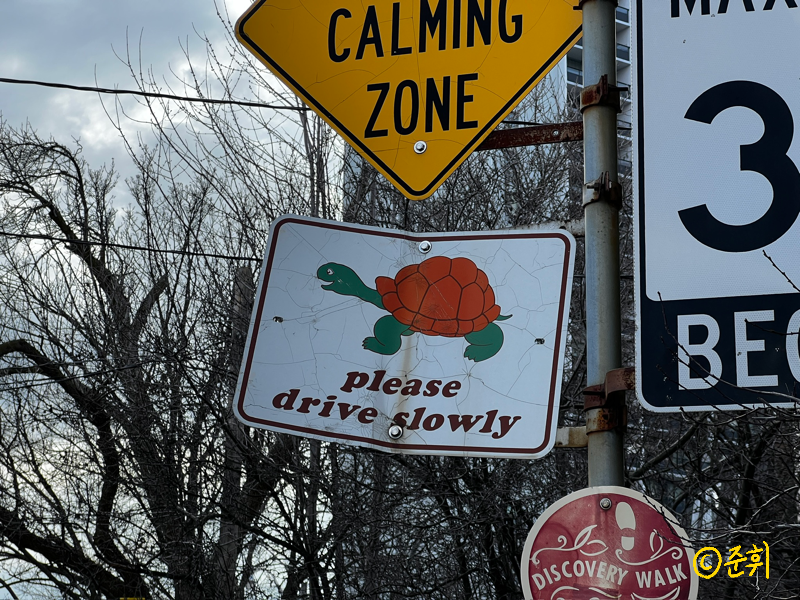 CALMING
ZONE
3
BE
please
drive slowly
DISCOVERY WALK
©준휘